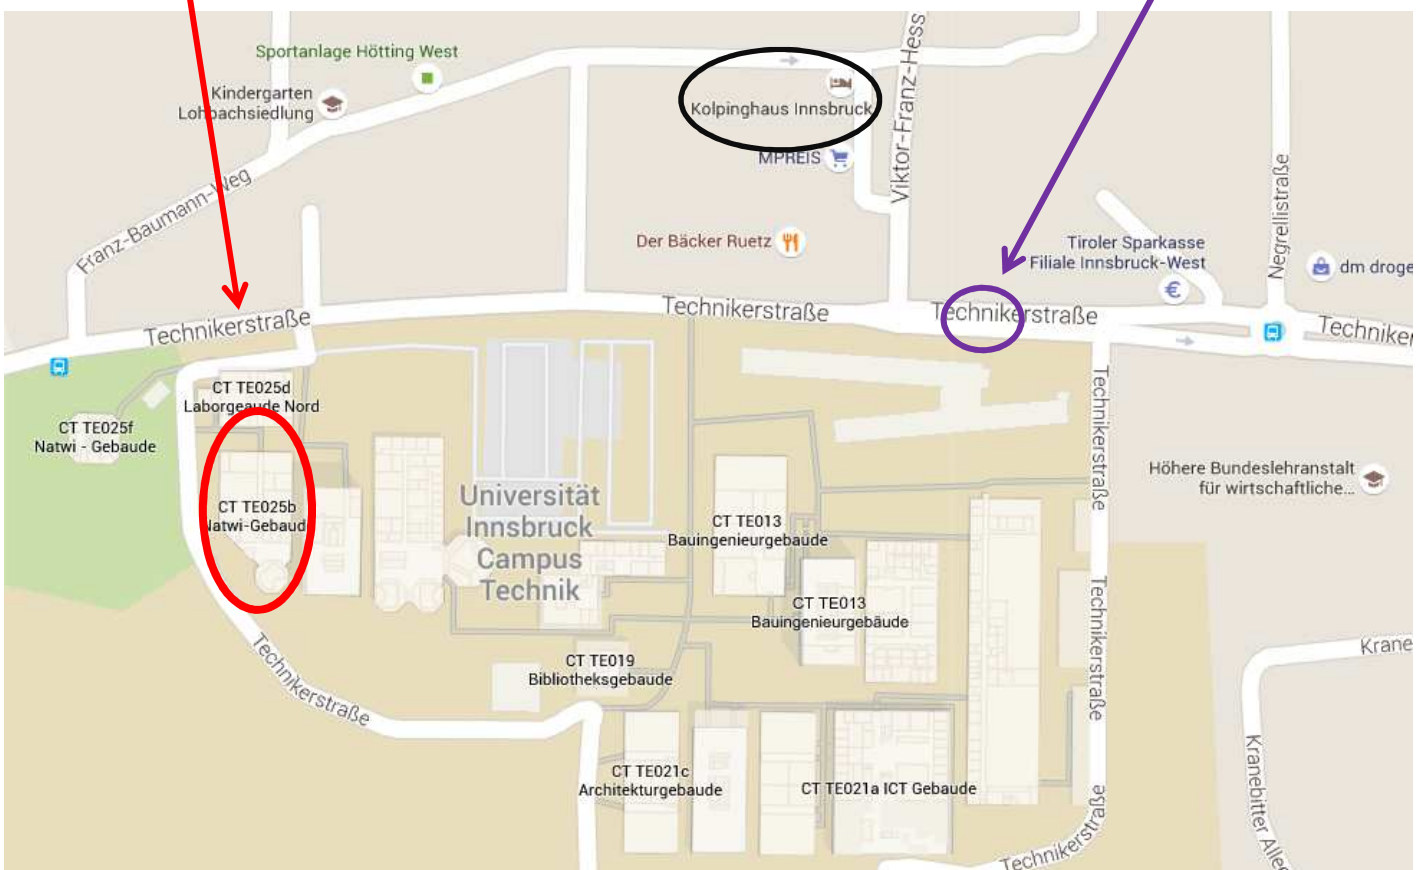 Sportanlage Hötting West
Viktor-Franz-Hess
Kindergarten
Lohbachsiedlung
Kolpinghaus Innsbruck
MPREIS
Franz-Baumann-Weg
Negrellistraße
Der Bäcker Ruetz
Tiroler Sparkasse
Filiale Innsbruck-West
€
dm droge
Technikerstraße
Technikerstraße
Technikerstraße
Techniker
CT TE025d
Laborgeaude Nord
CT TE025f
Natwi - Gebaude
Technikerstraße
Höhere Bundeslehranstalt
für wirtschaftliche...
CT TE025b
Natwi-Gebaud
Universität
Innsbruck
Campus
Technik
CT TE013
Bauingenieurgebaude
CT TE013
Bauingenieurgebäude
Technikerstraße
Technikerstraße
CT TE019
Bibliotheksgebaude
Krane
CT TE021c
Architekturgebaude
CT TE021a ICT Gebaude
Kranebitter Allee
Technikerstraße